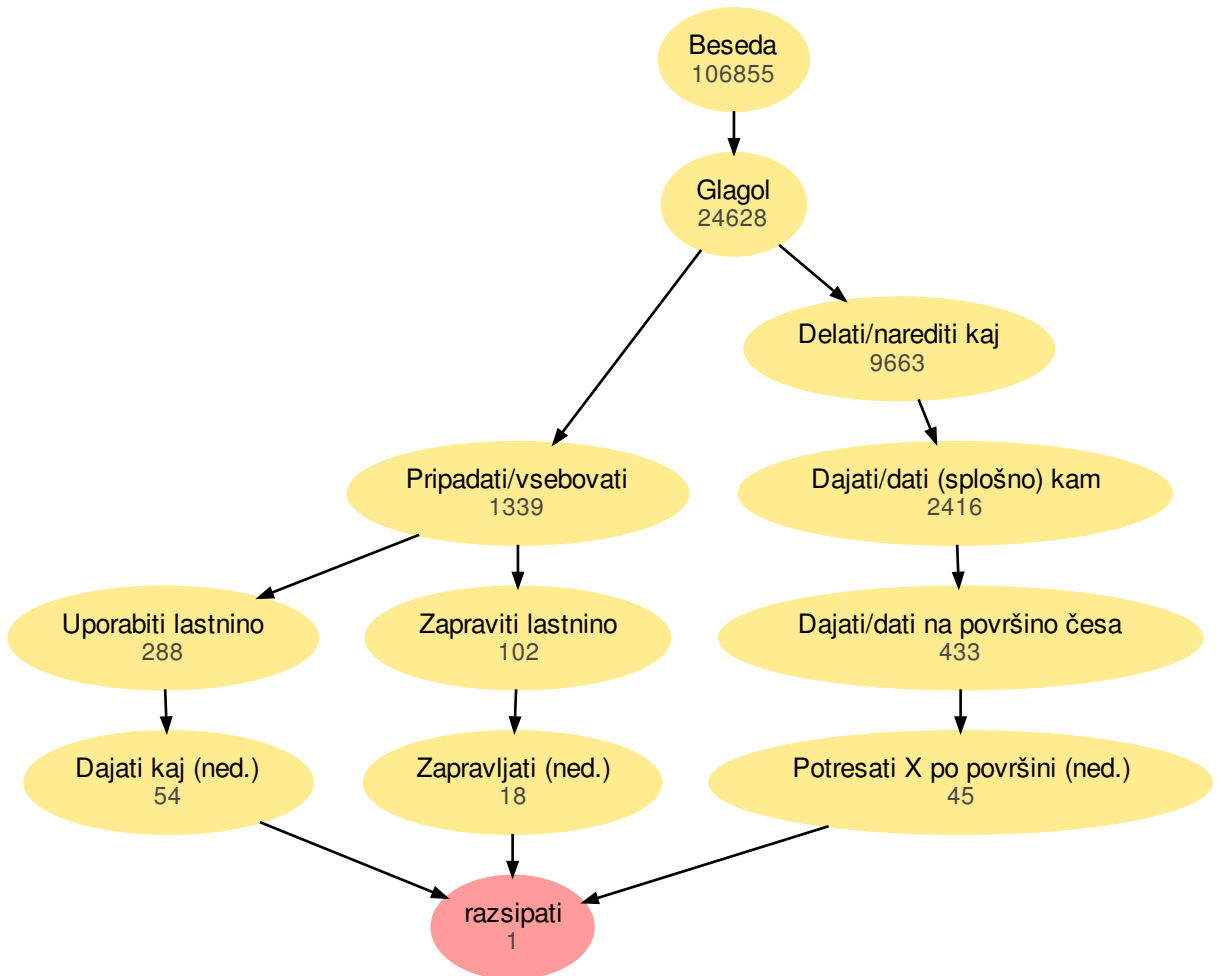 Beseda
106855
Glagol
24628
Delati/narediti kaj
9663
Pripadati/vsebovati
1339
Dajati/dati (splošno) kam
2416
Uporabiti lastnino
288
Zapraviti lastnino
102
Dajati/dati na površino česa
433
Dajati kaj (ned.)
54
Zapravljati (ned.)
18
Potresati X po površini (ned.)
45
razsipati
1